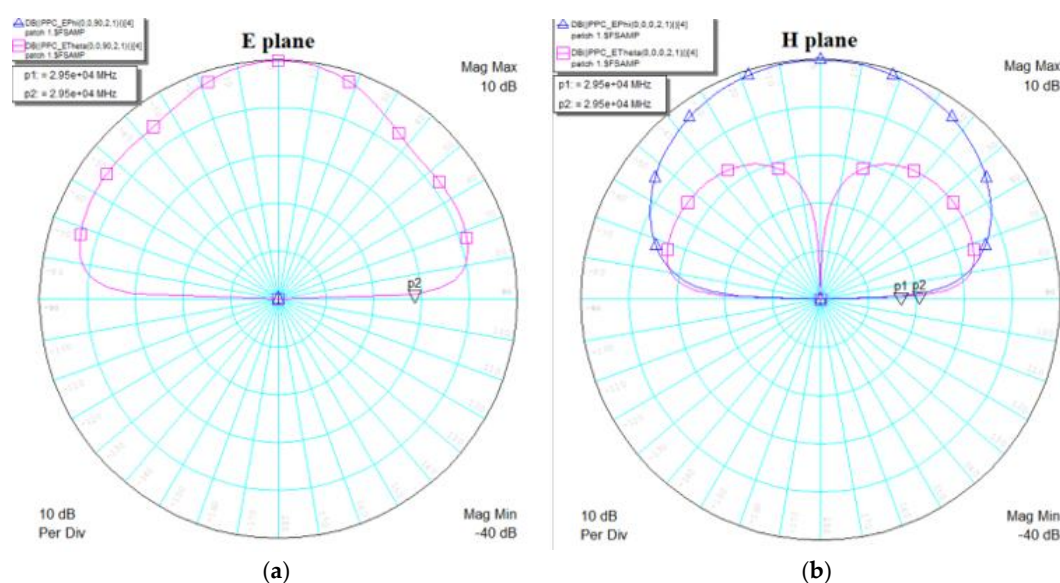 DB(|PPC_EPhi(0,0,90,2,1)|)[4]
patch 1.$FSAMP
DB(|PPC_ETheta(0,0,90,2,1)|)[4]
patch 1.$FSAMP
p1: = 2.95e+04 MHz
p2: = 2.95e+04 MHz
E plane
Mag Max
10 dB
p2
10 dB
Per Div
Mag Min
-40 dB
(a)
DB(|PPC_EPhi(0,0,0,2,1)|)[4]
patch 1.$FSAMP
DB(|PPC_ETheta(0,0,0,2,1)|)[4]
patch 1.$FSAMP
p1: = 2.95e+04 MHz
p2: = 2.95e+04 MHz
H plane
Mag Max
10 dB
p1 p2
10 dB
Per Div
Mag Min
-40 dB
(b)